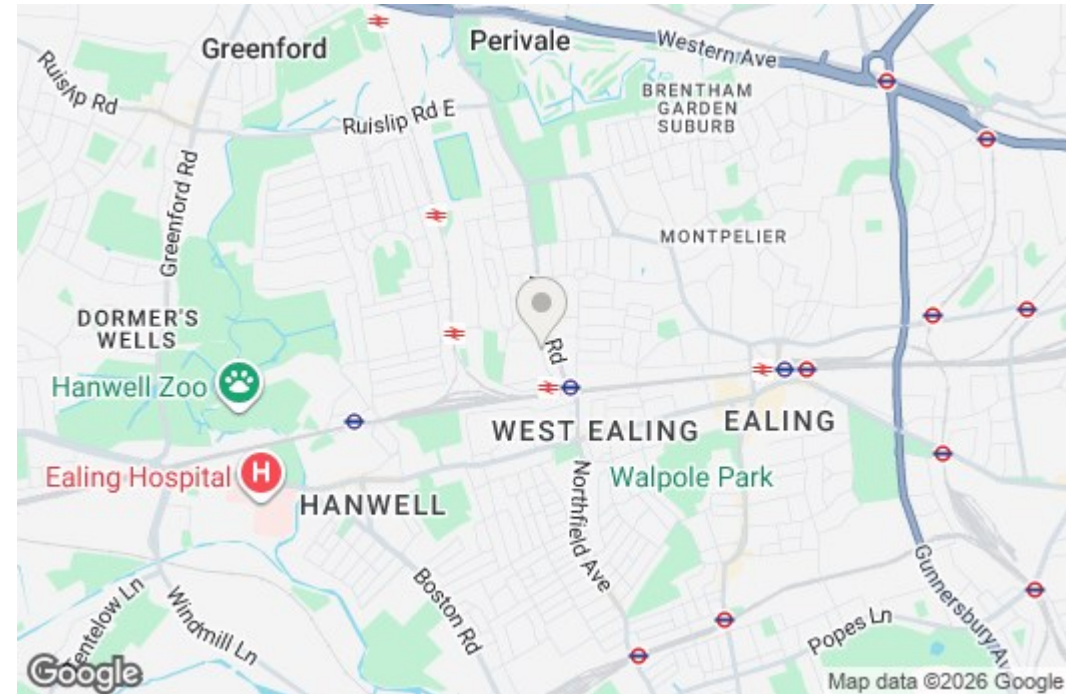 Greenford
Perivale
Western Ave
Ruislip Rd
BRENTHAM
GARDEN
SUBURB
Ruislip Rd E
Greenford Rd
MONTPELIER
DORMER'S
WELLS
Rd
Hanwell Zoo
WEST EALING
EALING
Ealing Hospital
H
Walpole Park
HANWELL
Northfield Ave
Boston Rd
Gunnersbury Ave
Windmill Ln
Popes Ln
Google
Map data ©2026 Google